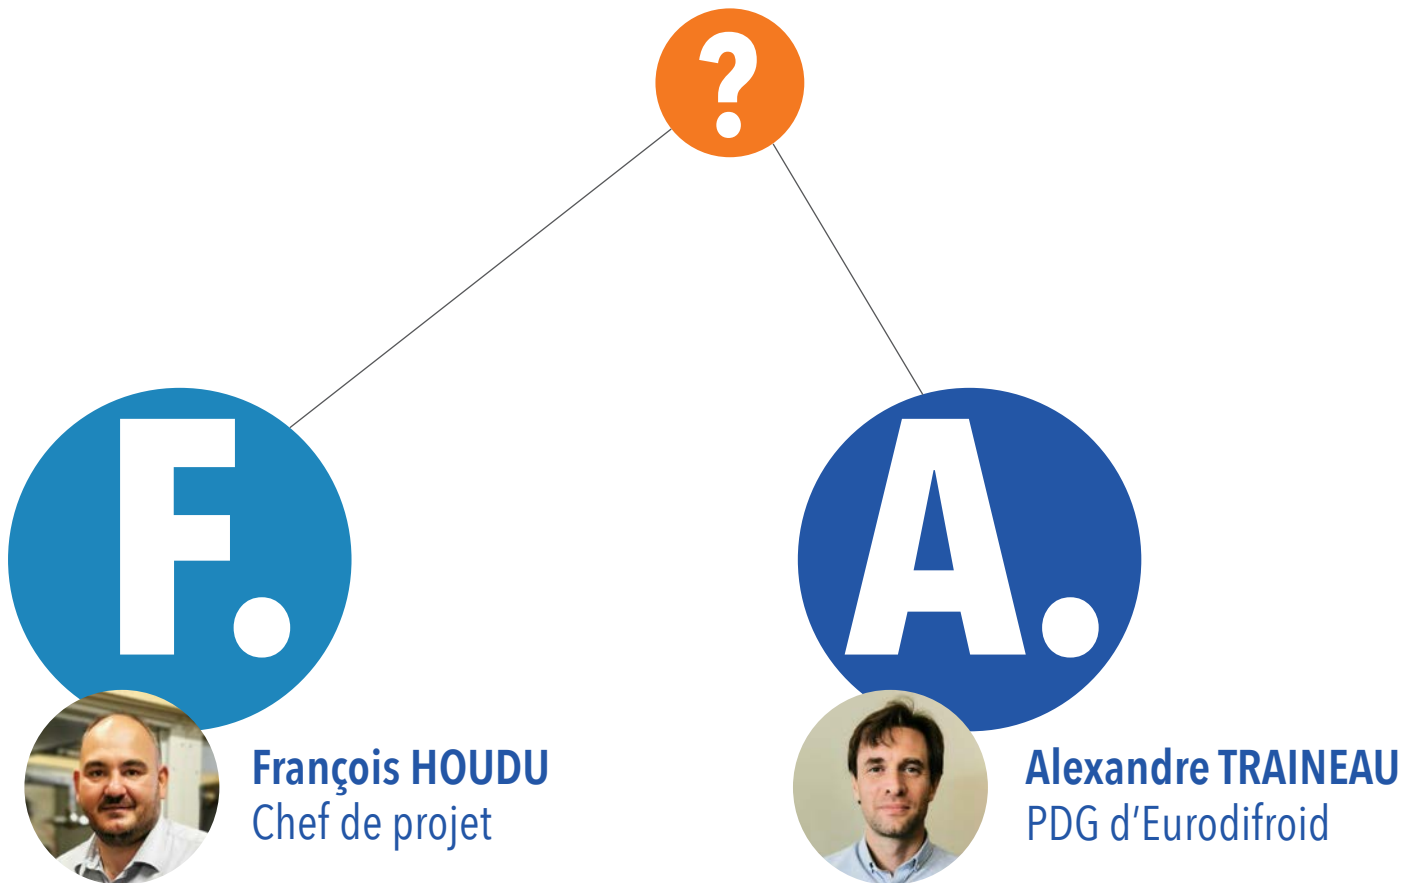 ?
F.
A.
François HOUDU
Chef de projet
Alexandre TRAINEAU
PDG d’Eurodifroid